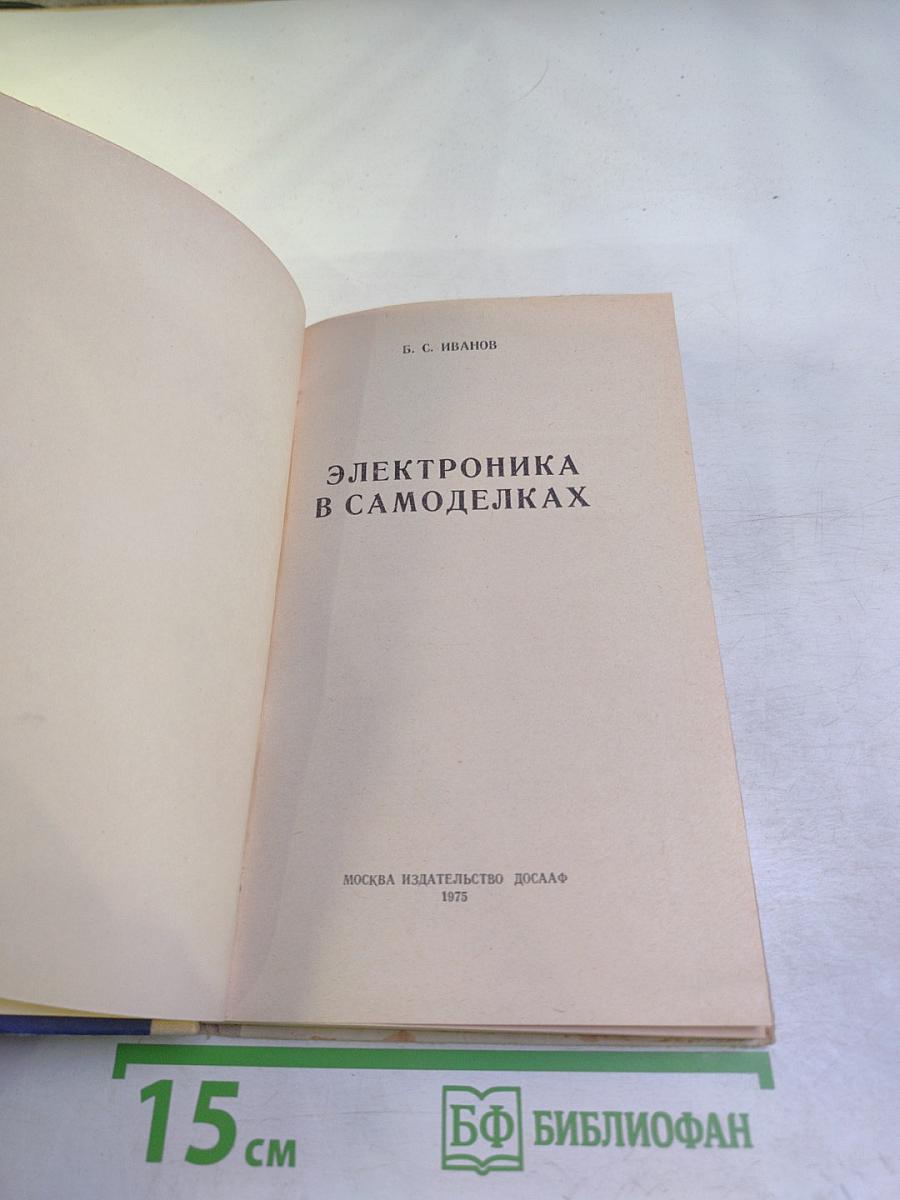 Б. С. ИВАНОВ
ЭЛЕКТРОНИКА
В САМОДЕЛКАХ
МОСКВА ИЗДАТЕЛЬСТВО ДОСААФ
1975
15 см
БФ БИБЛИОФАН